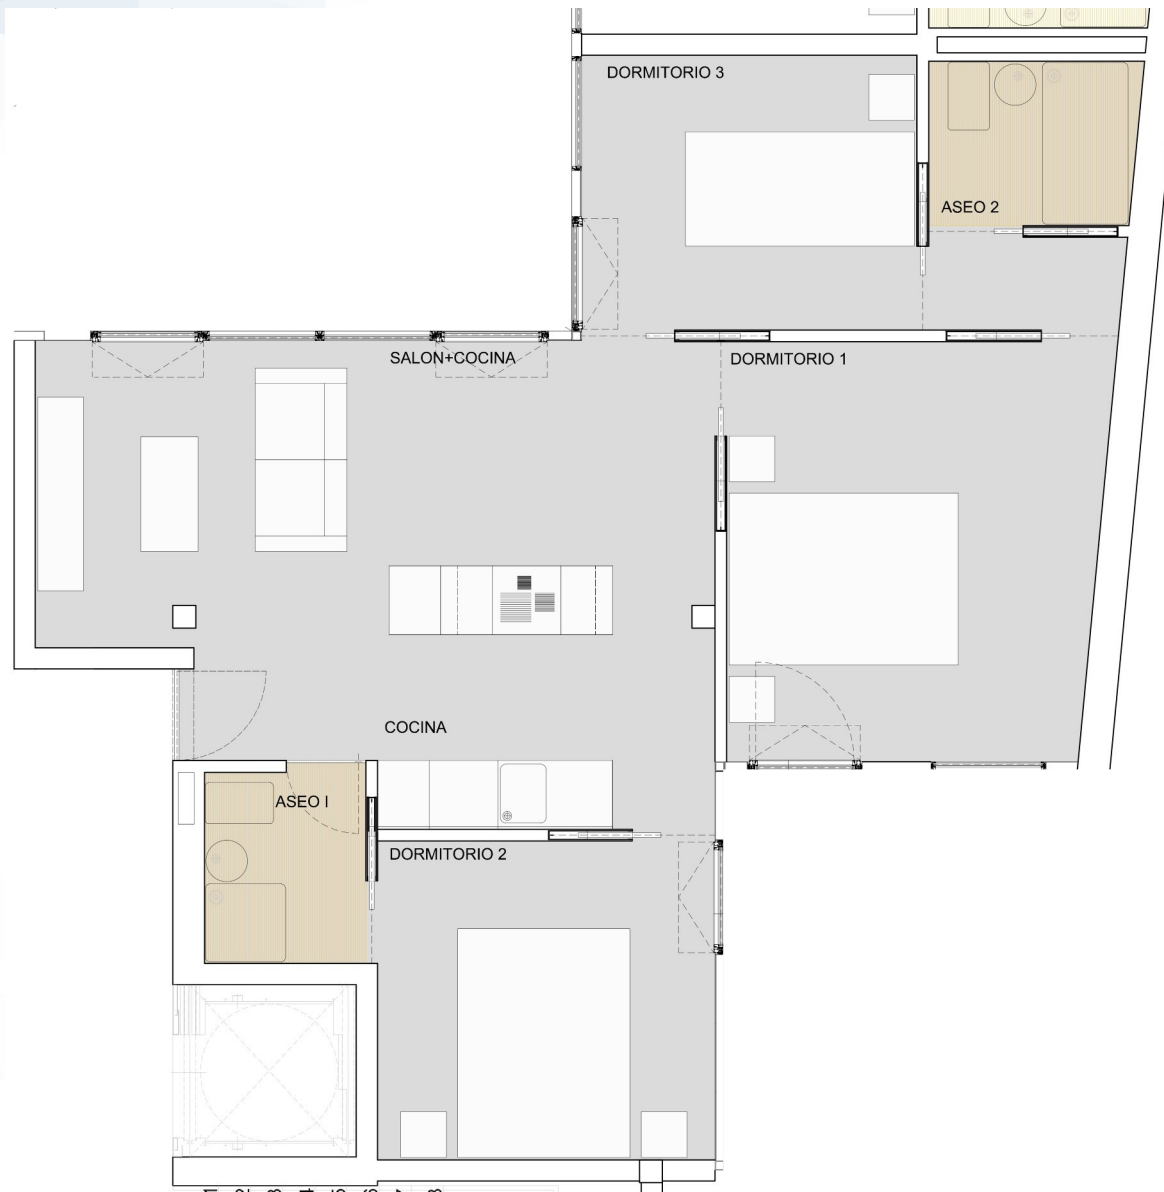 DORMITORIO 3
ASEO 2
SALON+COCINA
DORMITORIO 1
COCINA
ASEO I
DORMITORIO 2